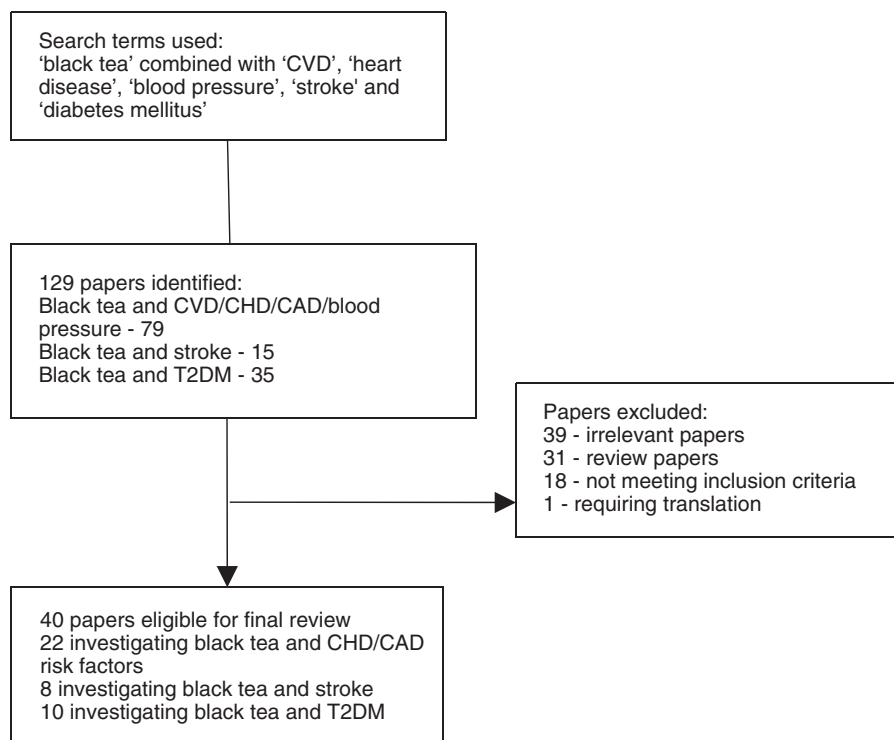 Search terms used:
‘black tea’ combined with ‘CVD’, ‘heart
disease’, ‘blood pressure’, ‘stroke' and
‘diabetes mellitus’
129 papers identified:
Black tea and CVD/CHD/CAD/blood
pressure - 79
Black tea and stroke - 15
Black tea and T2DM - 35
Papers excluded:
39 - irrelevant papers
31 - review papers
18 - not meeting inclusion criteria
1 - requiring translation
40 papers eligible for final review
22 investigating black tea and CHD/CAD
risk factors
8 investigating black tea and stroke
10 investigating black tea and T2DM